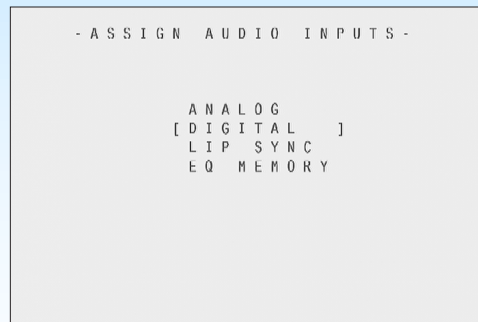 -ASSIGN AUDIO INPUTS-
ANALOG
[DIGITAL ]
LIP SYNC
EQ MEMORY